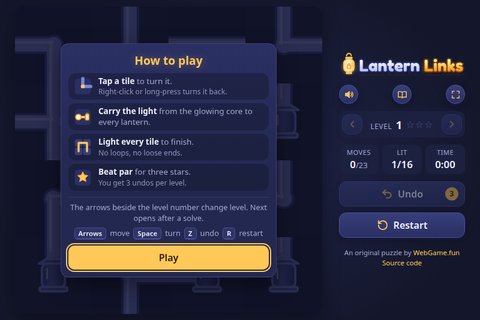 How to play
Tap a tile to turn it.
Right-click or long-press turns it back.
Carry the light from the glowing core to
every lantern.
Light every tile to finish.
No loops, no loose ends.
Beat par for three stars.
You get 3 undos per level.
The arrows beside the level number change level. Next
opens after a solve.
Arrows move Space turn Z undo R restart
Play
Lantern Links
LEVEL 1
MOVES LIT TIME
0/23 1/16 0:00
Undo 3
Restart
An original puzzle by WebGame.fun
Source code